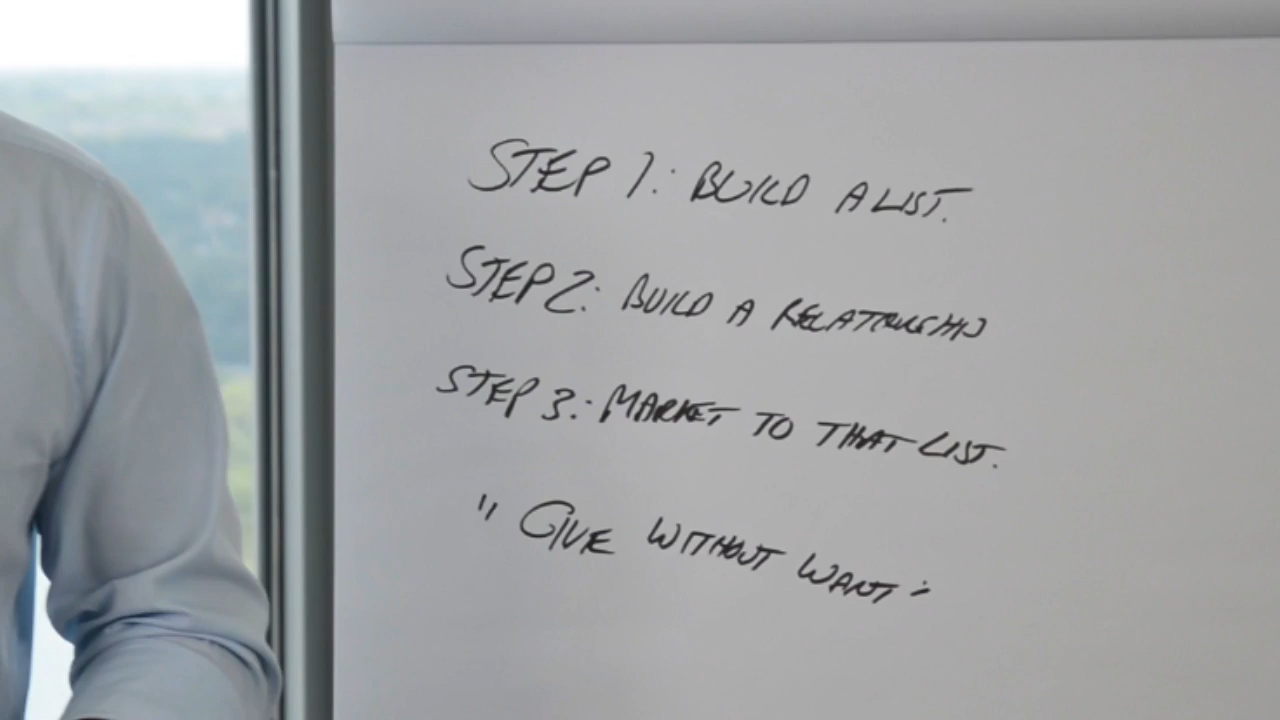 STEP 1: BUILD A LIST.
STEP 2: BUILD A RELATIONSHIP
STEP 3: MARKET TO THAT LIST.
"GIVE WITHOUT WANT"